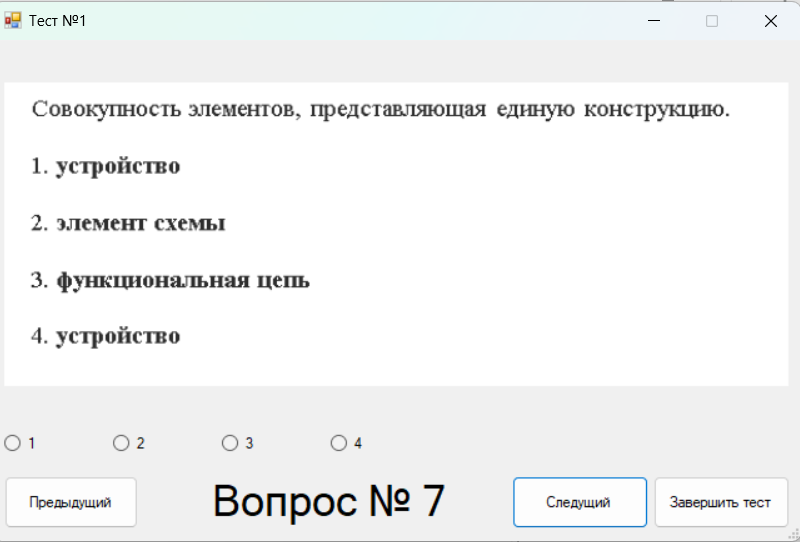 Тест №1
Совокупность элементов, представляющая единую конструкцию.
1. устройство
2. элемент схемы
3. функциональная цепь
4. устройство
1 2 3 4
Предыдущий Вопрос № 7 Следущий Завершить тест